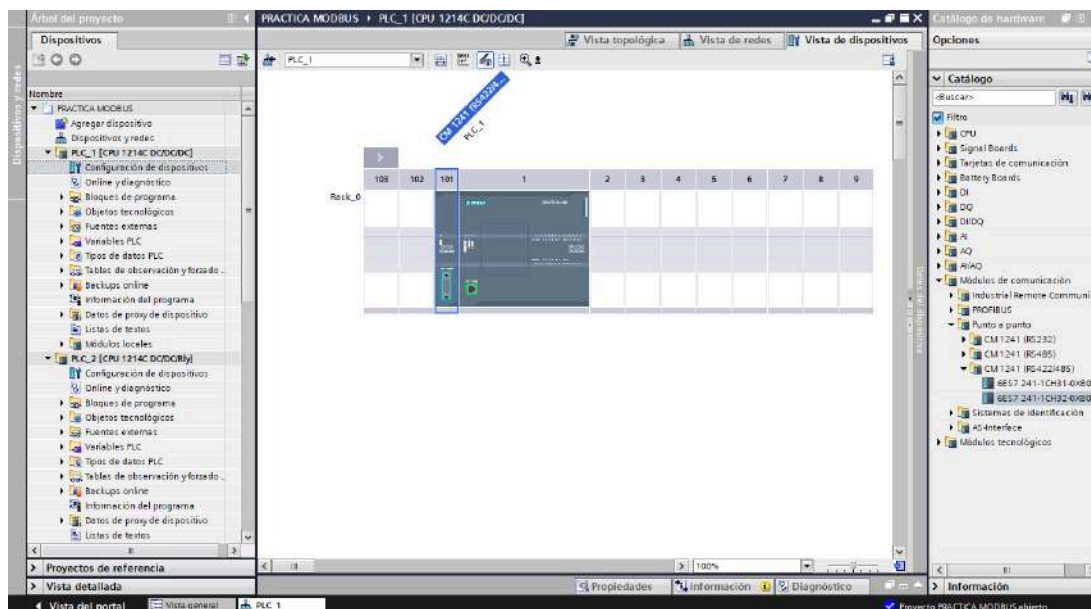 Árbol del proyecto
PRACTICA MODBUS ▸ PLC_1 [CPU 1214C DC/DC/DC]
Catálogo de hardware
Dispositivos
Vista topológica
Vista de redes
Vista de dispositivos
Opciones
Dispositivos y redes
PLC_1
Nombre
PRACTICA MODBUS
Agregar dispositivo
Dispositivos y redes
PLC_1 [CPU 1214C DC/DC/DC]
Configuración de dispositivos
Online y diagnóstico
Bloques de programa
Objetos tecnológicos
Fuentes externas
Variables PLC
Tipos de datos PLC
Tablas de observación y forzado ..
Backups online
Información del programa
Datos de proxy de dispositivo
Listas de textos
Módulos locales
PLC_2 [CPU 1214C DC/DC/Rly]
Configuración de dispositivos
Online y diagnóstico
Bloques de programa
Objetos tecnológicos
Fuentes externas
Variables PLC
Tipos de datos PLC
Tablas de observación y forzado ..
Backups online
Información del programa
Datos de proxy de dispositivo
Listas de textos
Proyectos de referencia
Vista detallada
CM 1241 (RS422/4...
PLC_1
103 102 101 1 2 3 4 5 6 7 8 9
Rack_0
SIEMENS
100%
Datos del dispositivo
Propiedades
Información
Diagnóstico
Catálogo
<Buscar>
Filtro
CPU
Signal Boards
Tarjetas de comunicación
Battery Boards
DI
DQ
DI/DQ
AI
AQ
AI/AQ
Módulos de comunicación
Industrial Remote Communi
PROFIBUS
Punto a punto
CM 1241 (RS232)
CM 1241 (RS485)
CM 1241 (RS422/485)
6ES7 241-1CH31-0XB0
6ES7 241-1CH32-0XB0
Sistemas de identificación
AS-Interface
Módulos tecnológicos
Información
Vista del portal
Vista general
PLC_1
Proyecto PRACTICA MODBUS abierto